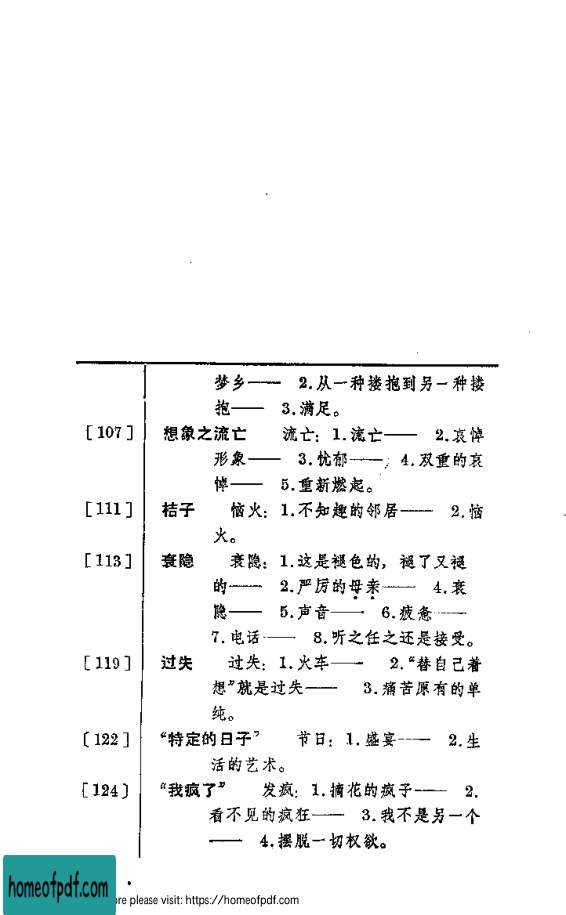 梦乡—— 2.从一种搂抱到另一种搂
抱—— 3.满足。
[107] 想象之流亡 流亡：1.流亡—— 2.哀悼
形象—— 3.忧郁——； 4.双重的哀
悼—— 5.重新燃起。
[111] 桔子 恼火：1.不知趣的邻居—— 2.恼
火。
[113] 衰隐 衰隐：1.这是褪色的，褪了又褪
的—— 2.严厉的母亲—— 4.衰
隐—— 5.声音—— 6.疲惫——
7.电话—— 8.听之任之还是接受。
[119] 过失 过失：1.火车—— 2.“替自己着
想”就是过失—— 3.痛苦原有的单
纯。
[122] “特定的日子” 节日：1.盛宴—— 2.生
活的艺术。
[124] “我疯了” 发疯：1.摘花的疯子—— 2.
看不见的疯狂—— 3.我不是另一个
—— 4.摆脱一切权欲。
homeofpdf.com
ore please visit: https://homeofpdf.com